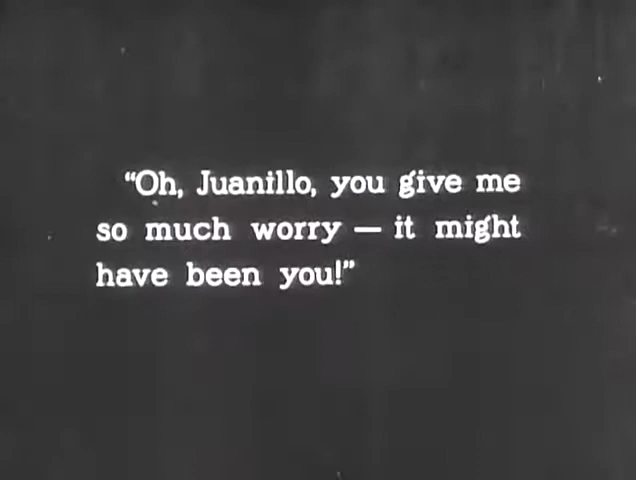 “Oh, Juanillo, you give me
so much worry — it might
have been you!”